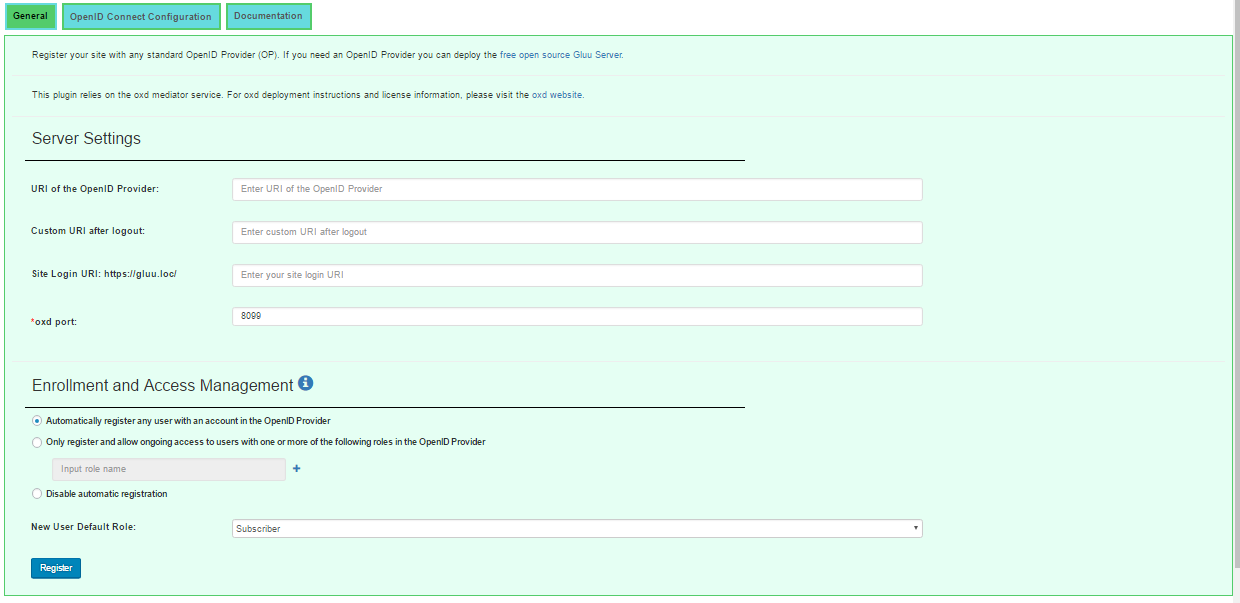 General OpenID Connect Configuration Documentation
Register your site with any standard OpenID Provider (OP). If you need an OpenID Provider you can deploy the free open source Gluu Server.
This plugin relies on the oxd mediator service. For oxd deployment instructions and license information, please visit the oxd website.
Server Settings
URI of the OpenID Provider: Enter URI of the OpenID Provider
Custom URI after logout: Enter custom URI after logout
Site Login URI: https://gluu.loc/ Enter your site login URI
*oxd port: 8099
Enrollment and Access Management
Automatically register any user with an account in the OpenID Provider
Only register and allow ongoing access to users with one or more of the following roles in the OpenID Provider
Input role name
Disable automatic registration
New User Default Role: Subscriber
Register